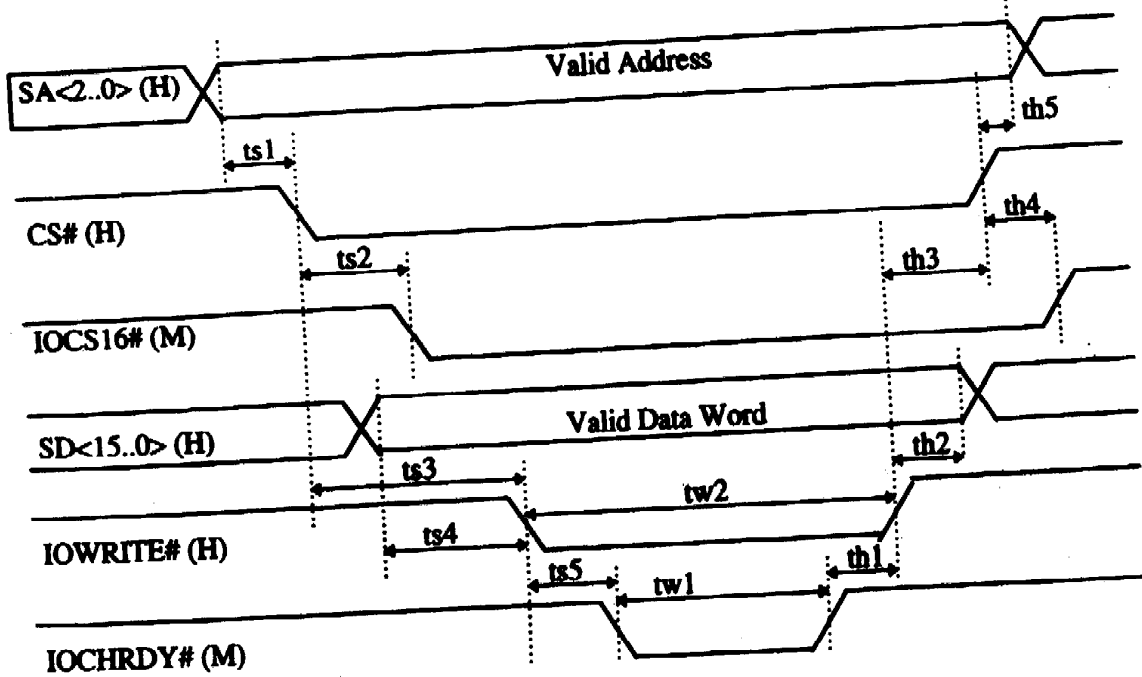 Valid Address
SA<2..0> (H)
th5
ts1
CS# (H)
th4
ts2
th3
IOCS16# (M)
Valid Data Word
SD<15..0> (H)
th2
ts3
tw2
IOWRITE# (H)
ts4
th1
ts5
tw1
IOCHRDY# (M)